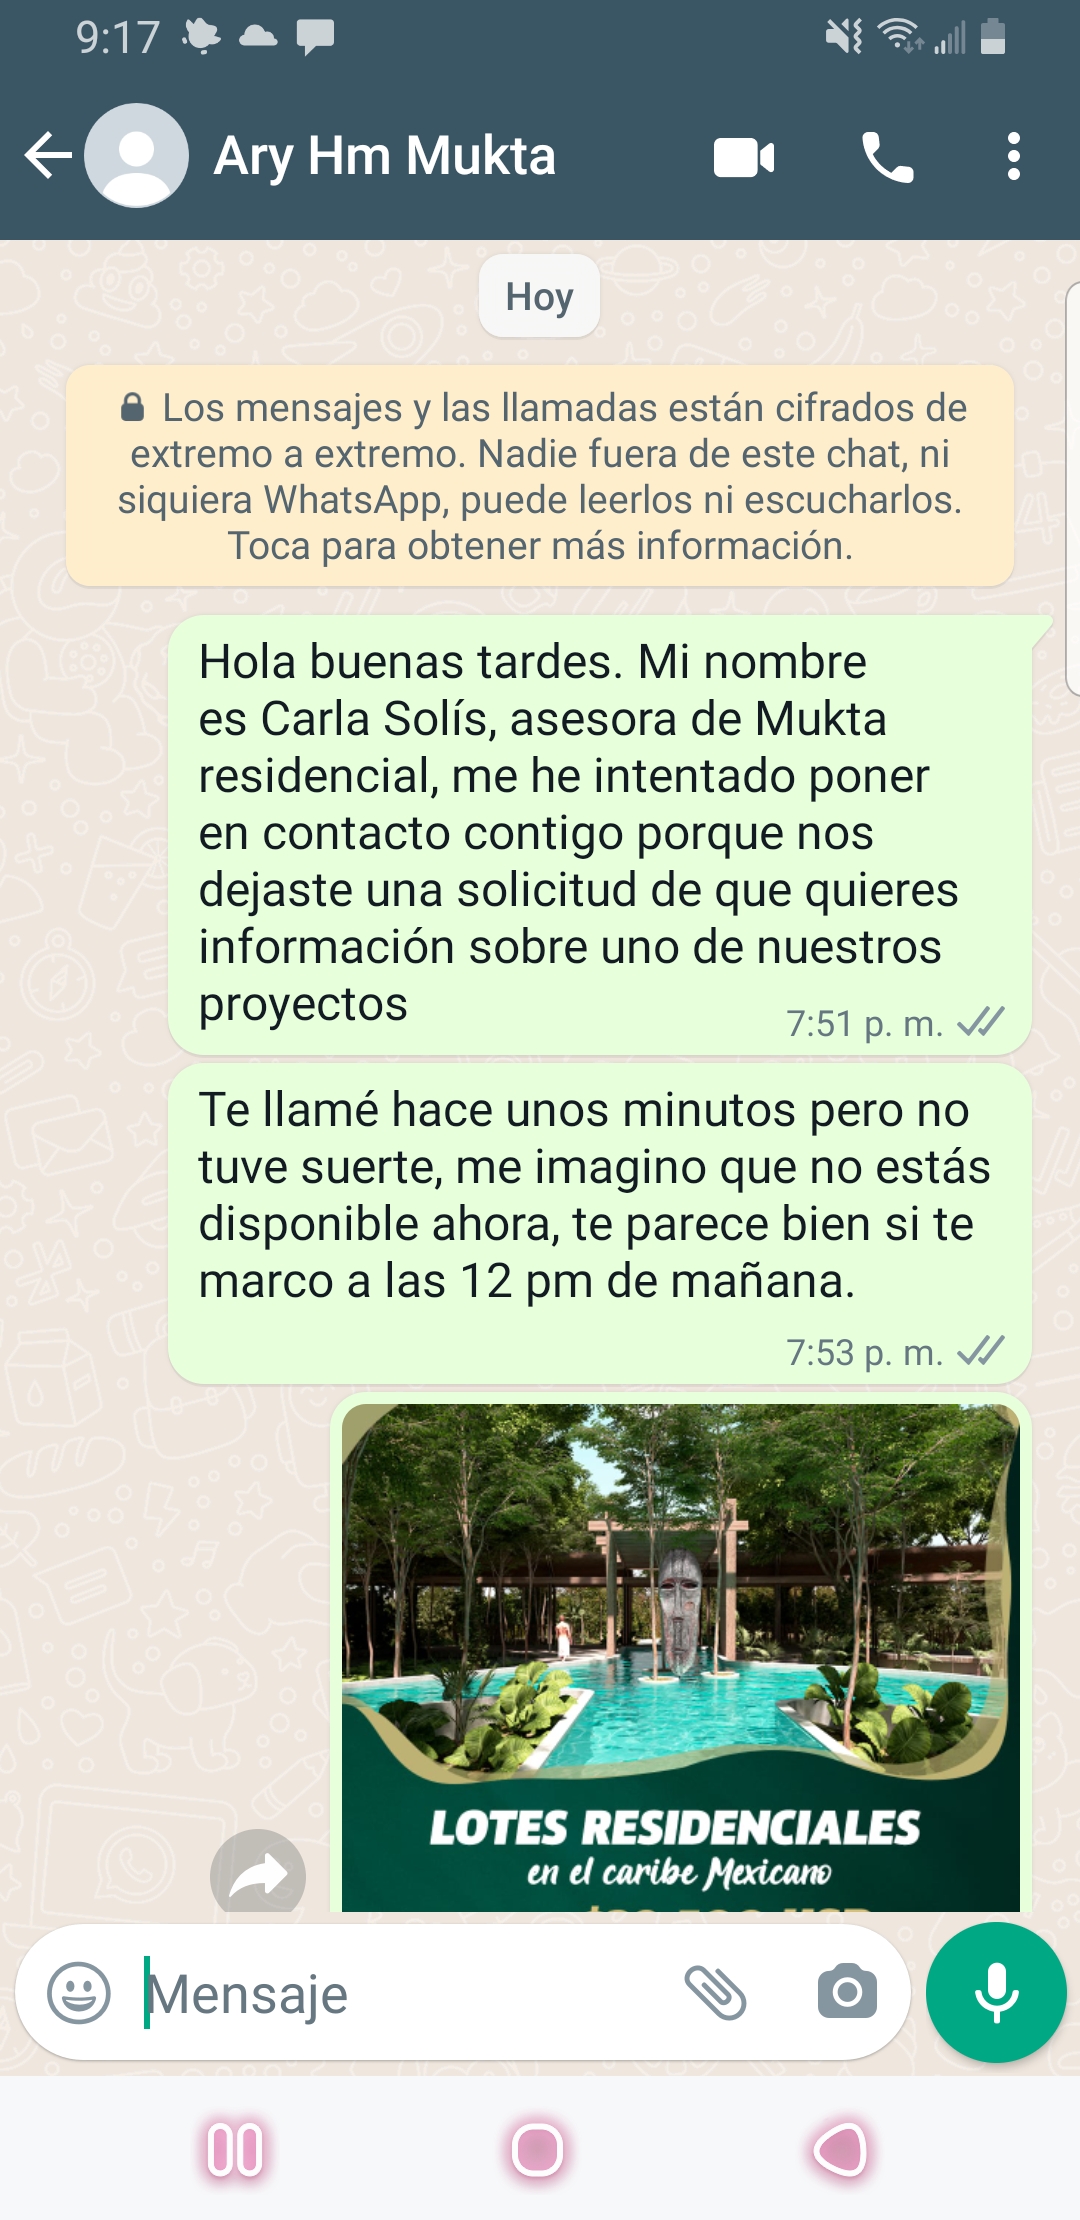 9:17
Ary Hm Mukta
Hoy
Los mensajes y las llamadas están cifrados de
extremo a extremo. Nadie fuera de este chat, ni
siquiera WhatsApp, puede leerlos ni escucharlos.
Toca para obtener más información.
Hola buenas tardes. Mi nombre
es Carla Solís, asesora de Mukta
residencial, me he intentado poner
en contacto contigo porque nos
dejaste una solicitud de que quieres
información sobre uno de nuestros
proyectos
7:51 p. m.
Te llamé hace unos minutos pero no
tuve suerte, me imagino que no estás
disponible ahora, te parece bien si te
marco a las 12 pm de mañana.
7:53 p. m.
LOTES RESIDENCIALES
en el caribe Mexicano
Mensaje